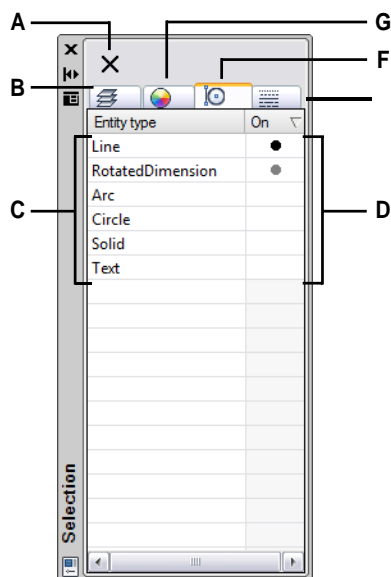 A
G
F
B
Entity type On
Line
C
D
RotatedDimension
Arc
Circle
Solid
Text
Selection